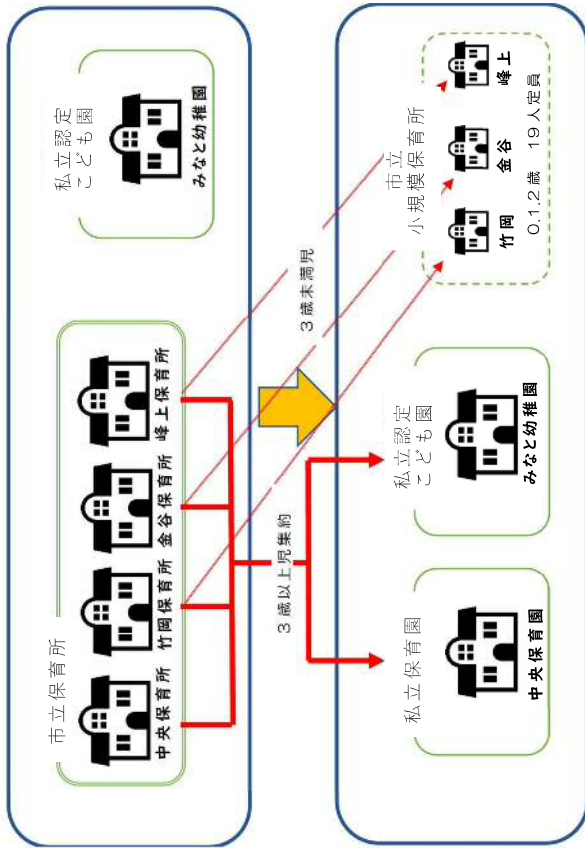 市立保育所
中央保育所
竹岡保育所
金谷保育所
峰上保育所
私立認定
こども園
みなと幼稚園
3歳以上児集約
3歳未満児
私立保育園
中央保育園
私立認定
こども園
みなと幼稚園
市立
小規模保育所
竹岡
金谷
峰上
0.1.2歳 19人定員